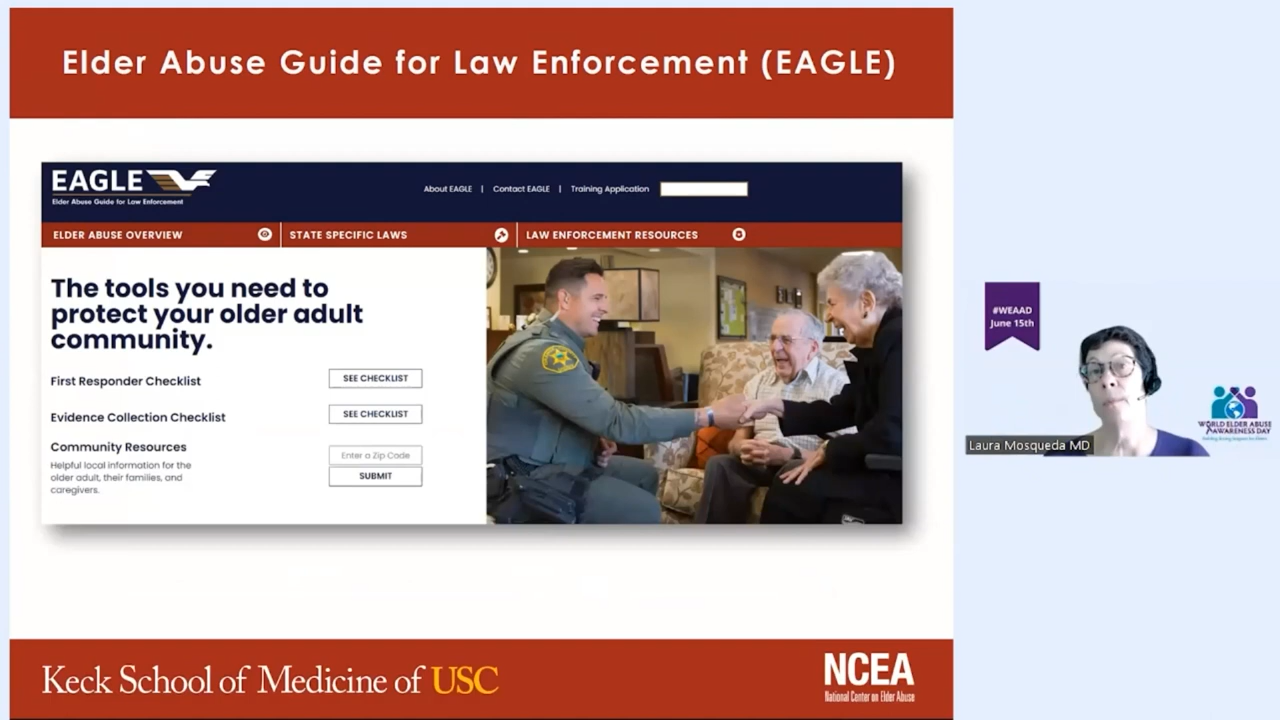 Elder Abuse Guide for Law Enforcement (EAGLE)
EAGLE
Elder Abuse Guide for Law Enforcement
About EAGLE | Contact EAGLE | Training Application
ELDER ABUSE OVERVIEW
STATE SPECIFIC LAWS
LAW ENFORCEMENT RESOURCES
The tools you need to
protect your older adult
community.
First Responder Checklist
SEE CHECKLIST
Evidence Collection Checklist
SEE CHECKLIST
Community Resources
Helpful local information for the
older adult, their families, and
caregivers.
Enter a Zip Code
SUBMIT
#WEAAD
June 15th
WORLD ELDER ABUSE
AWARENESS DAY
Laura Mosqueda MD
Keck School of Medicine of USC
NCEA
National Center on Elder Abuse